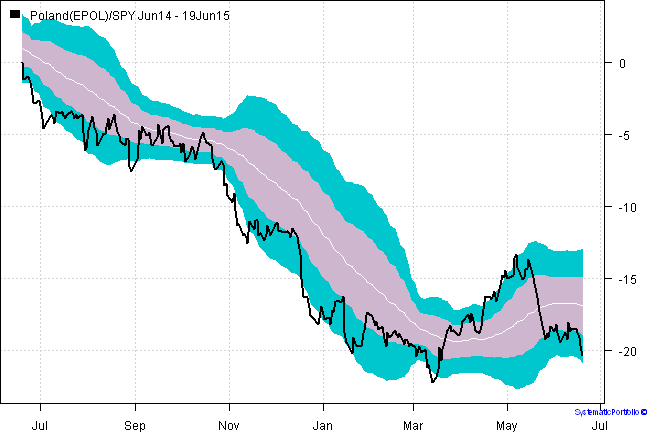 Poland(EPOL)/SPY Jun14 - 19Jun15
0
-5
-10
-15
-20
Jul
Sep
Nov
Jan
Mar
May
Jul
SystematicPortfolio ©